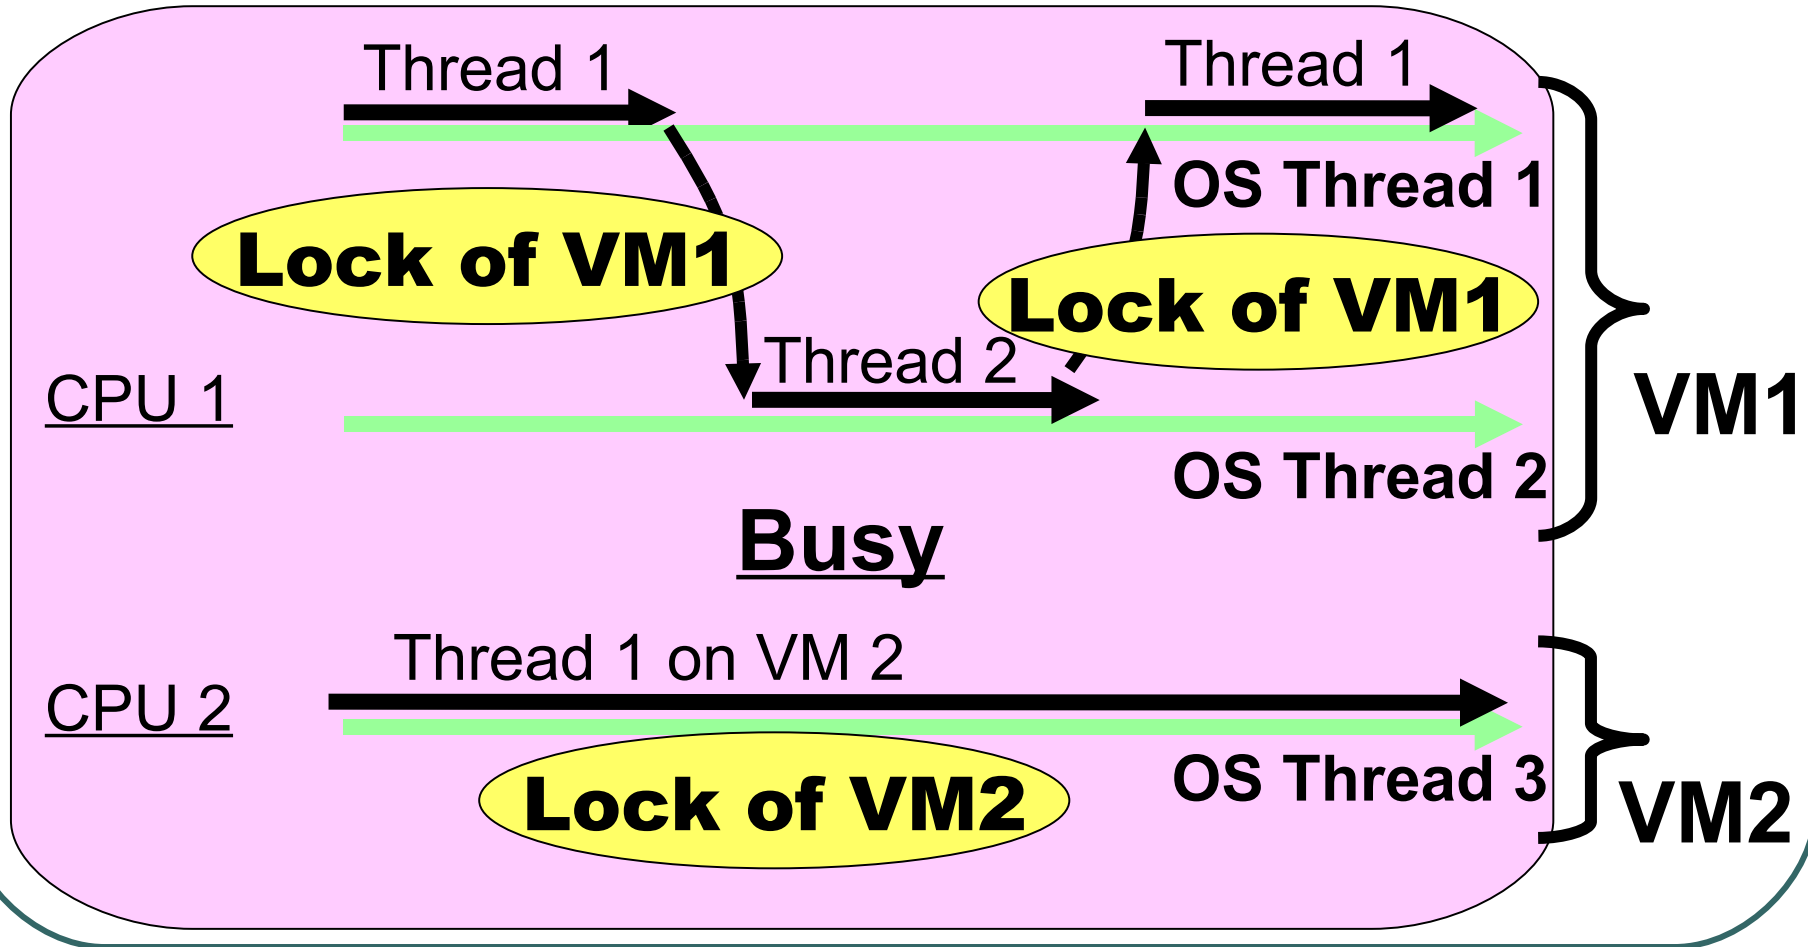 Thread 1
Thread 1
OS Thread 1
Lock of VM1
Lock of VM1
Thread 2
CPU 1
VM1
OS Thread 2
Busy
Thread 1 on VM 2
CPU 2
OS Thread 3
Lock of VM2
VM2